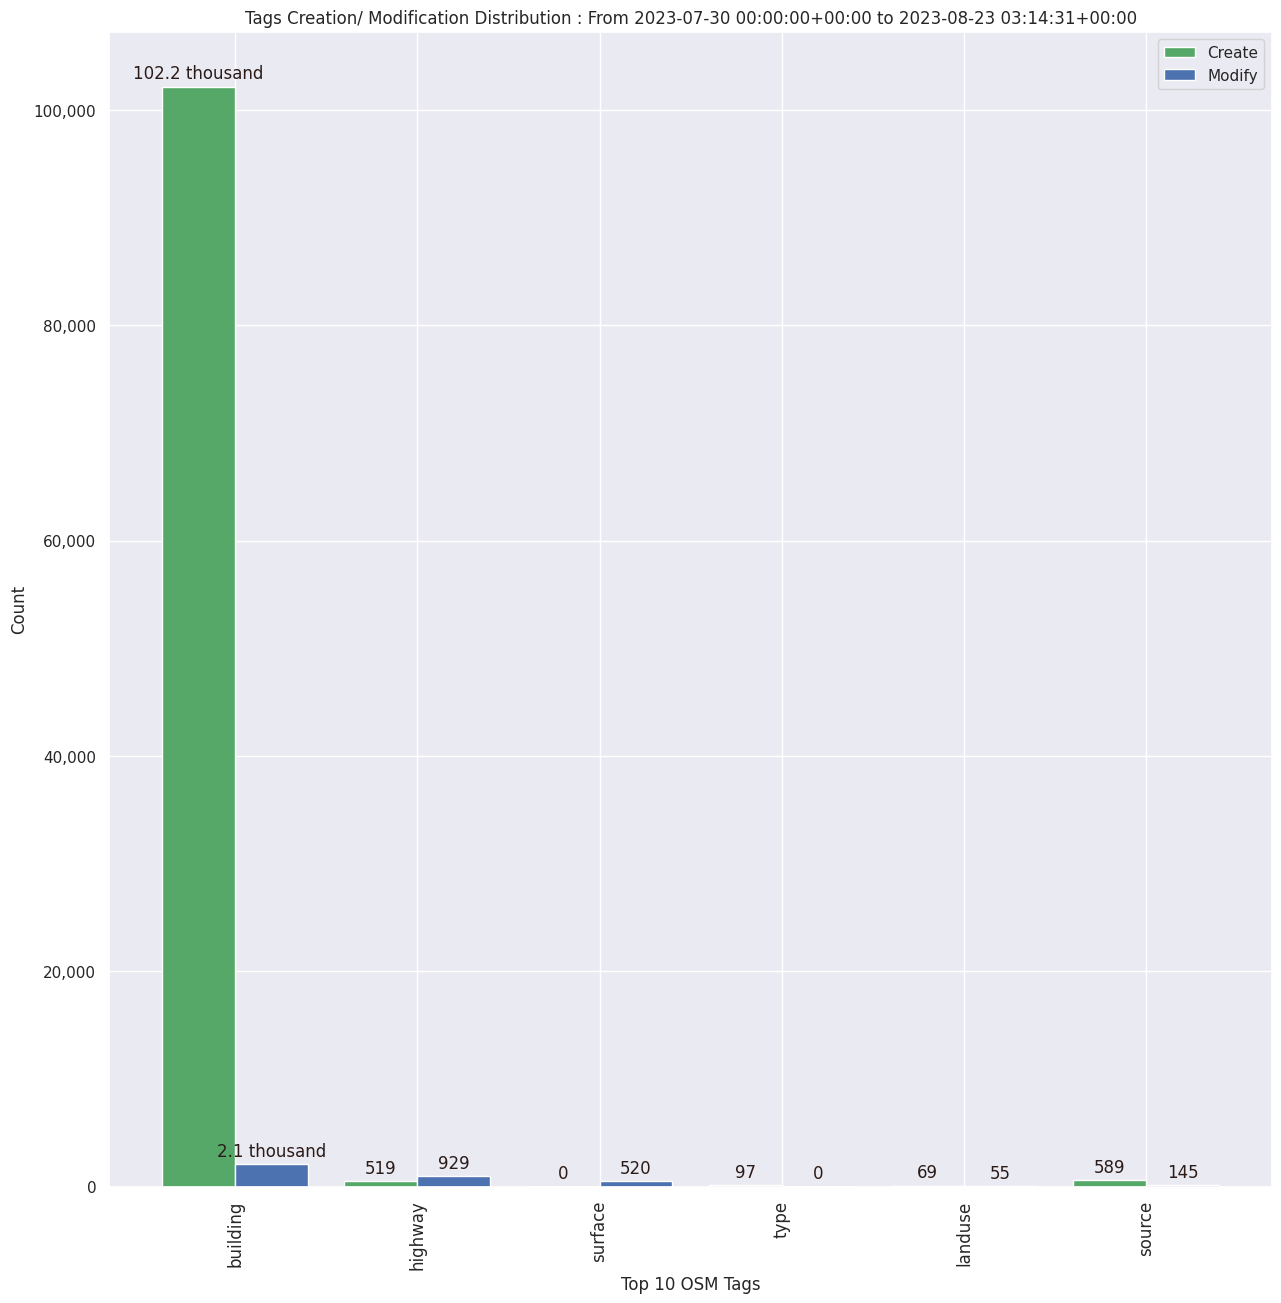 Tags Creation/ Modification Distribution : From 2023-07-30 00:00:00+00:00 to 2023-08-23 03:14:31+00:00
Create
Modify
102.2 thousand
100,000
80,000
60,000
40,000
20,000
0
Count
2.1 thousand
519
929
0
520
97
0
69
55
589
145
building
highway
surface
type
landuse
source
Top 10 OSM Tags